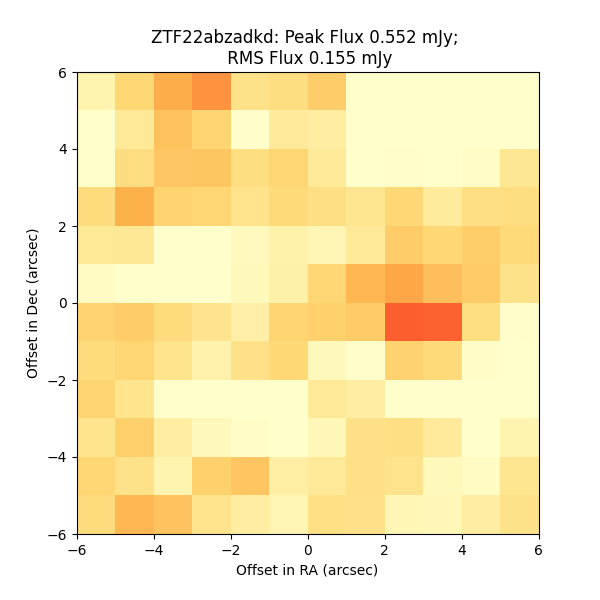 ZTF22abzadkd: Peak Flux 0.552 mJy;
RMS Flux 0.155 mJy
6
4
2
0
−2
−4
−6
Offset in Dec (arcsec)
−6 −4 −2 0 2 4 6
Offset in RA (arcsec)